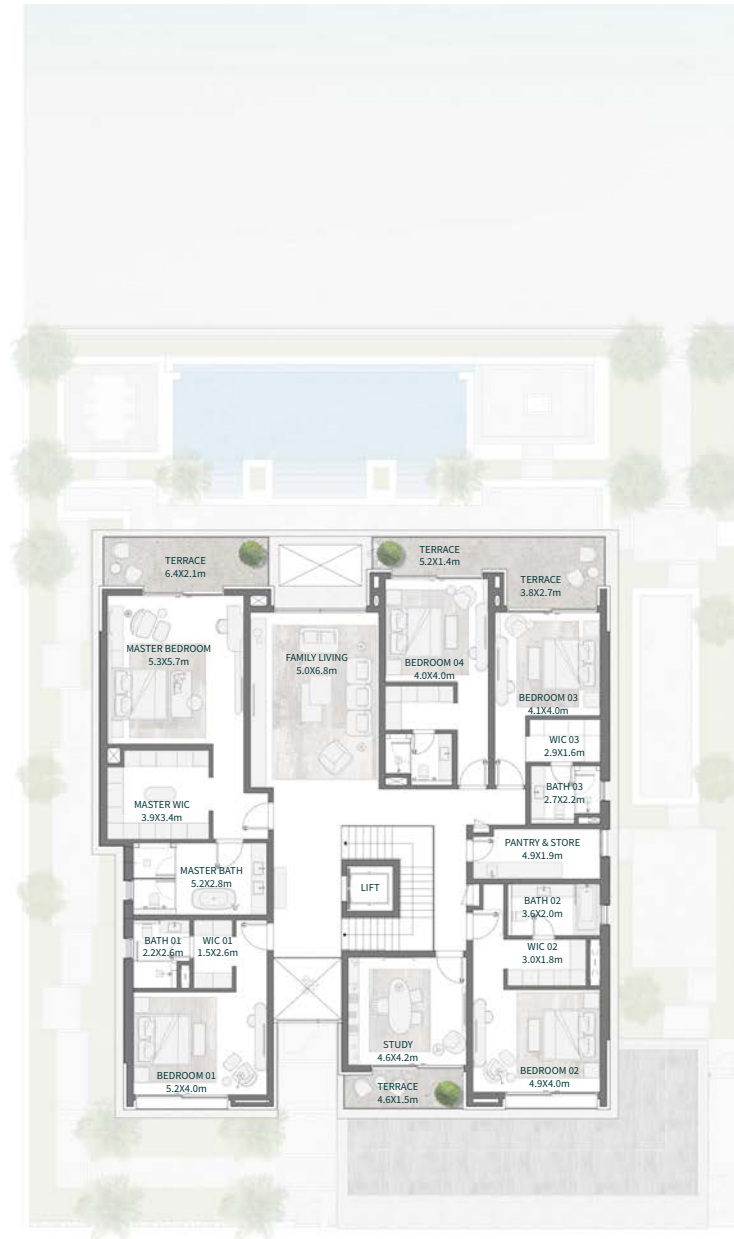 TERRACE
6.4X2.1m
TERRACE
5.2X1.4m
TERRACE
3.8X2.7m
MASTER BEDROOM
5.3X5.7m
FAMILY LIVING
5.0X6.8m
BEDROOM 04
4.0X4.0m
BEDROOM 03
4.1X4.0m
WIC 03
2.9X1.6m
BATH 03
2.7X2.2m
MASTER WIC
3.9X3.4m
PANTRY & STORE
4.9X1.9m
MASTER BATH
5.2X2.8m
LIFT
BATH 02
3.6X2.0m
BATH 01
2.2X2.6m
WIC 01
1.5X2.6m
WIC 02
3.0X1.8m
STUDY
4.6X4.2m
BEDROOM 01
5.2X4.0m
BEDROOM 02
4.9X4.0m
TERRACE
4.6X1.5m